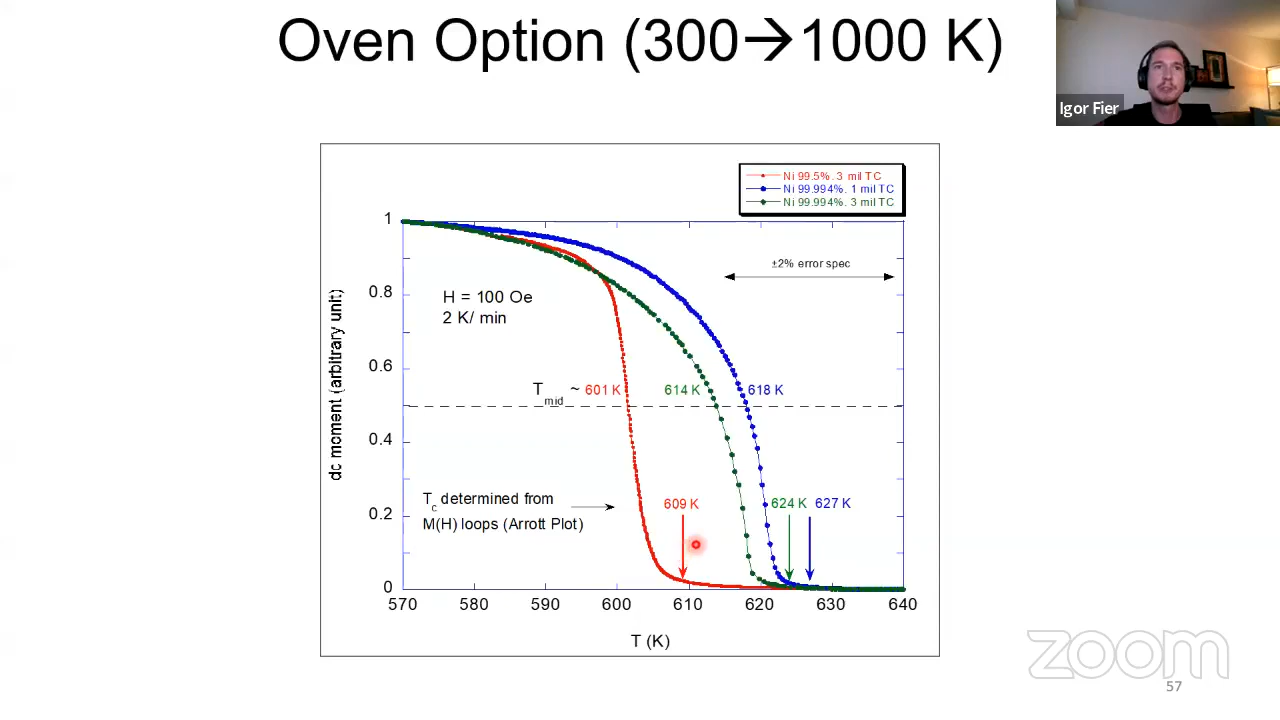 Oven Option (300→1000 K)
Igor Fier
Ni 99.5%. 3 mil TC
Ni 99.994%. 1 mil TC
Ni 99.994%. 3 mil TC
±2% error spec
H = 100 Oe
2 K/ min
T mid ~ 601 K 614 K 618 K
Tc determined from
M(H) loops (Arrott Plot)
609 K 624 K 627 K
dc moment (arbitrary unit)
1
0.8
0.6
0.4
0.2
0
570 580 590 600 610 620 630 640
T (K)
zoom
57